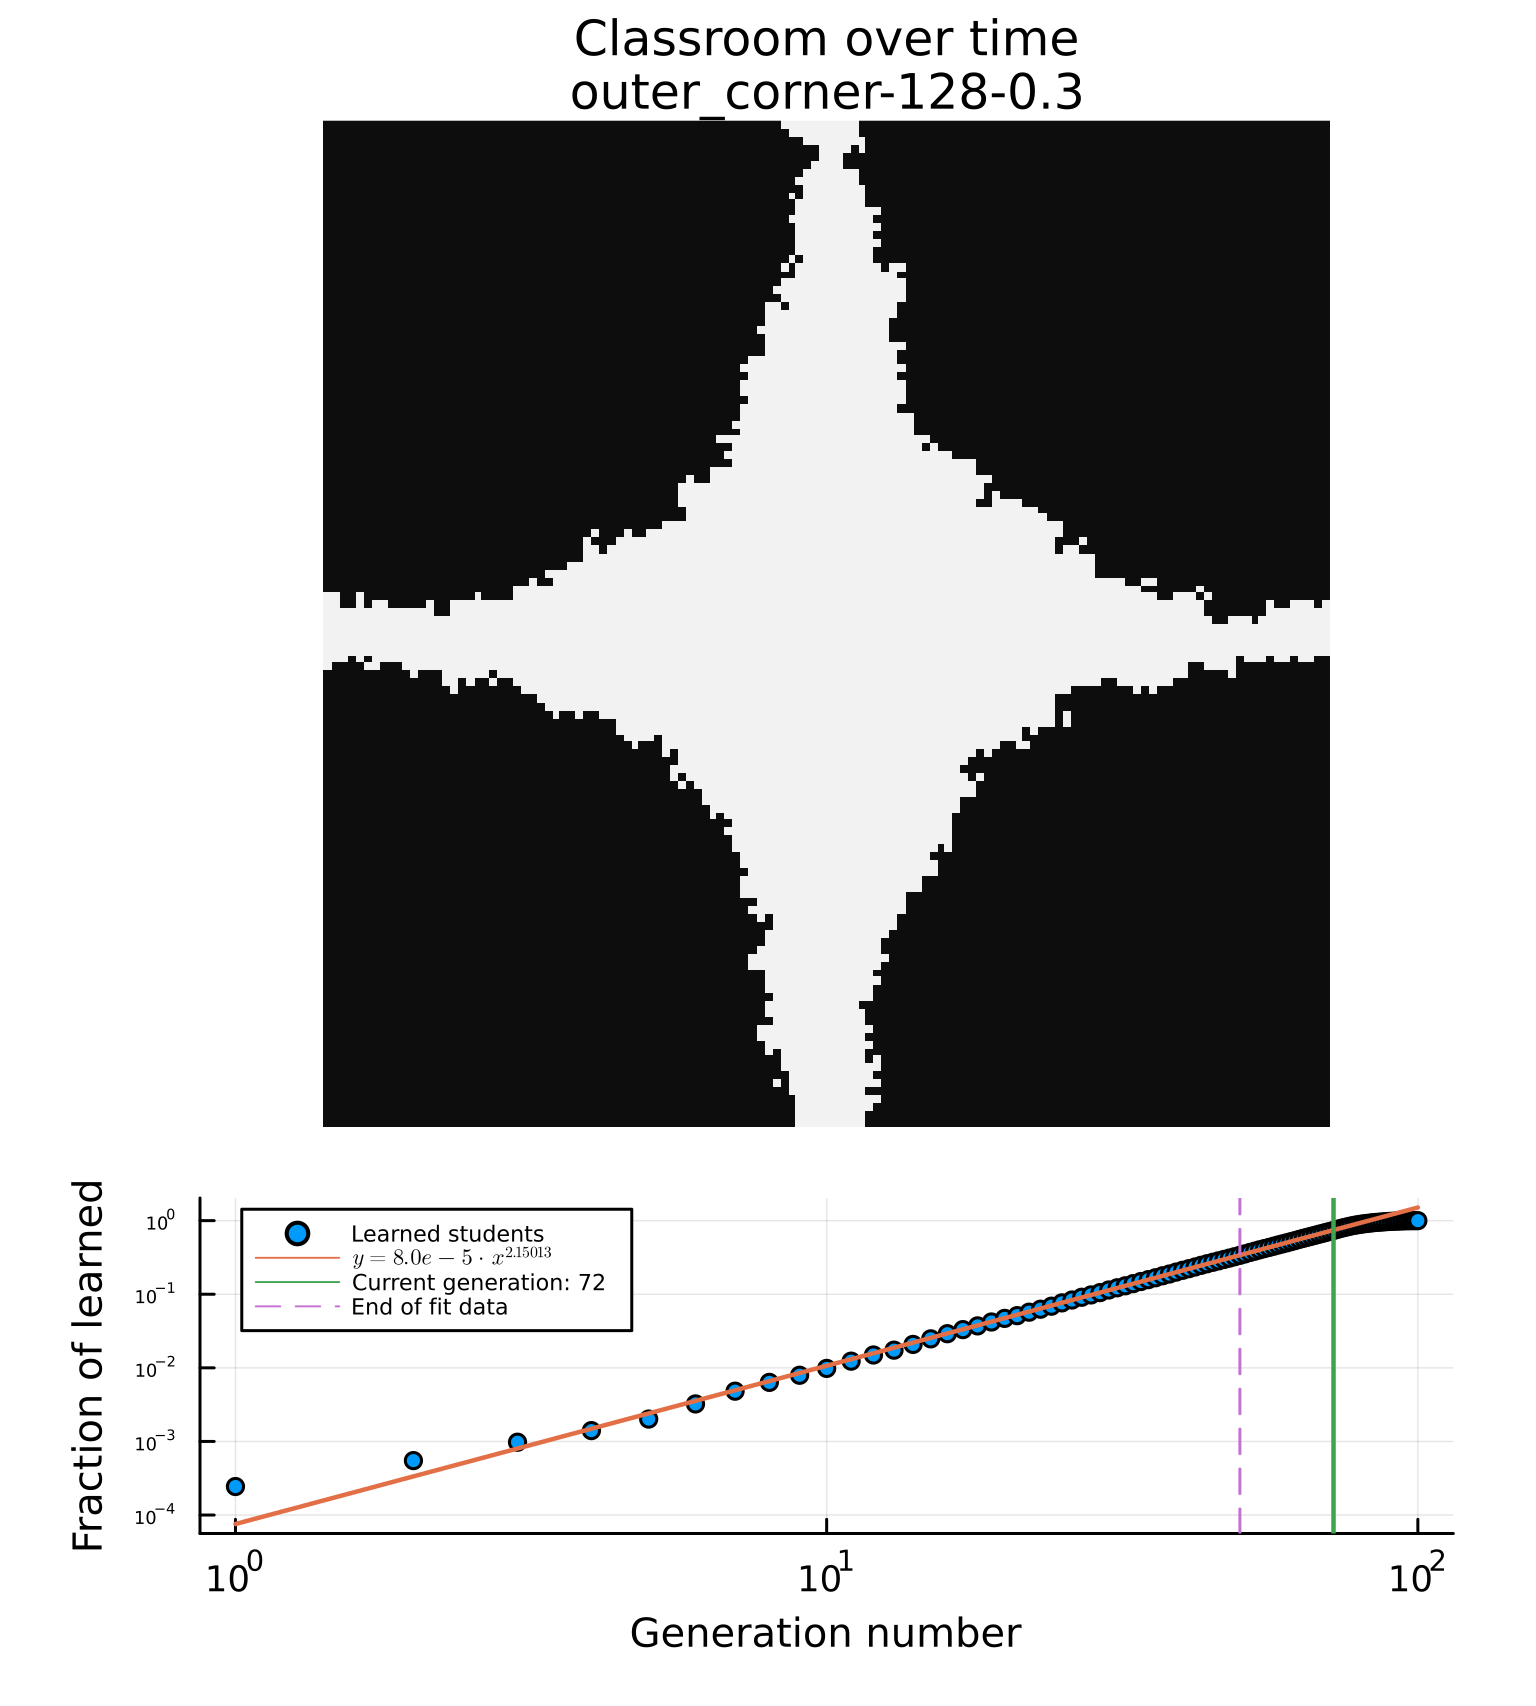 Classroom over time
outer_corner-128-0.3
Fraction of learned
10^0
10^-1
10^-2
10^-3
10^-4
Learned students
y = 8.0e − 5 · x^2.15013
Current generation: 72
End of fit data
10^0 10^1 10^2
Generation number